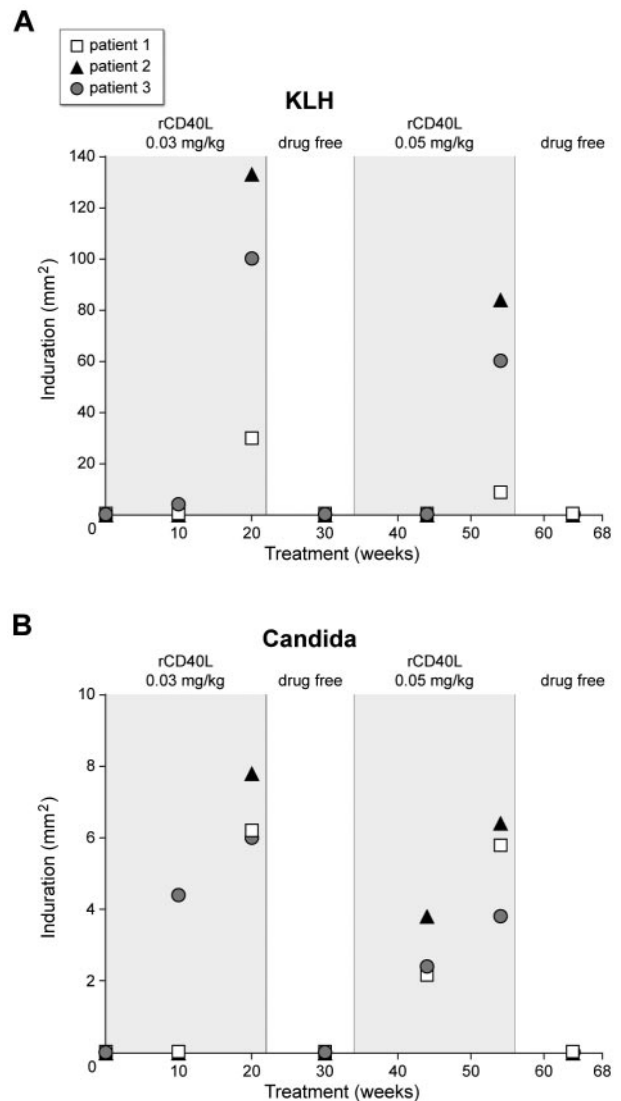 A
patient 1
patient 2
patient 3
KLH
rCD40L
0.03 mg/kg
drug free
rCD40L
0.05 mg/kg
drug free
140
120
100
80
60
40
20
0
Induration (mm²)
10 20 30 40 50 60 68
Treatment (weeks)
B
Candida
rCD40L
0.03 mg/kg
drug free
rCD40L
0.05 mg/kg
drug free
10
8
6
4
2
0
Induration (mm²)
10 20 30 40 50 60 68
Treatment (weeks)